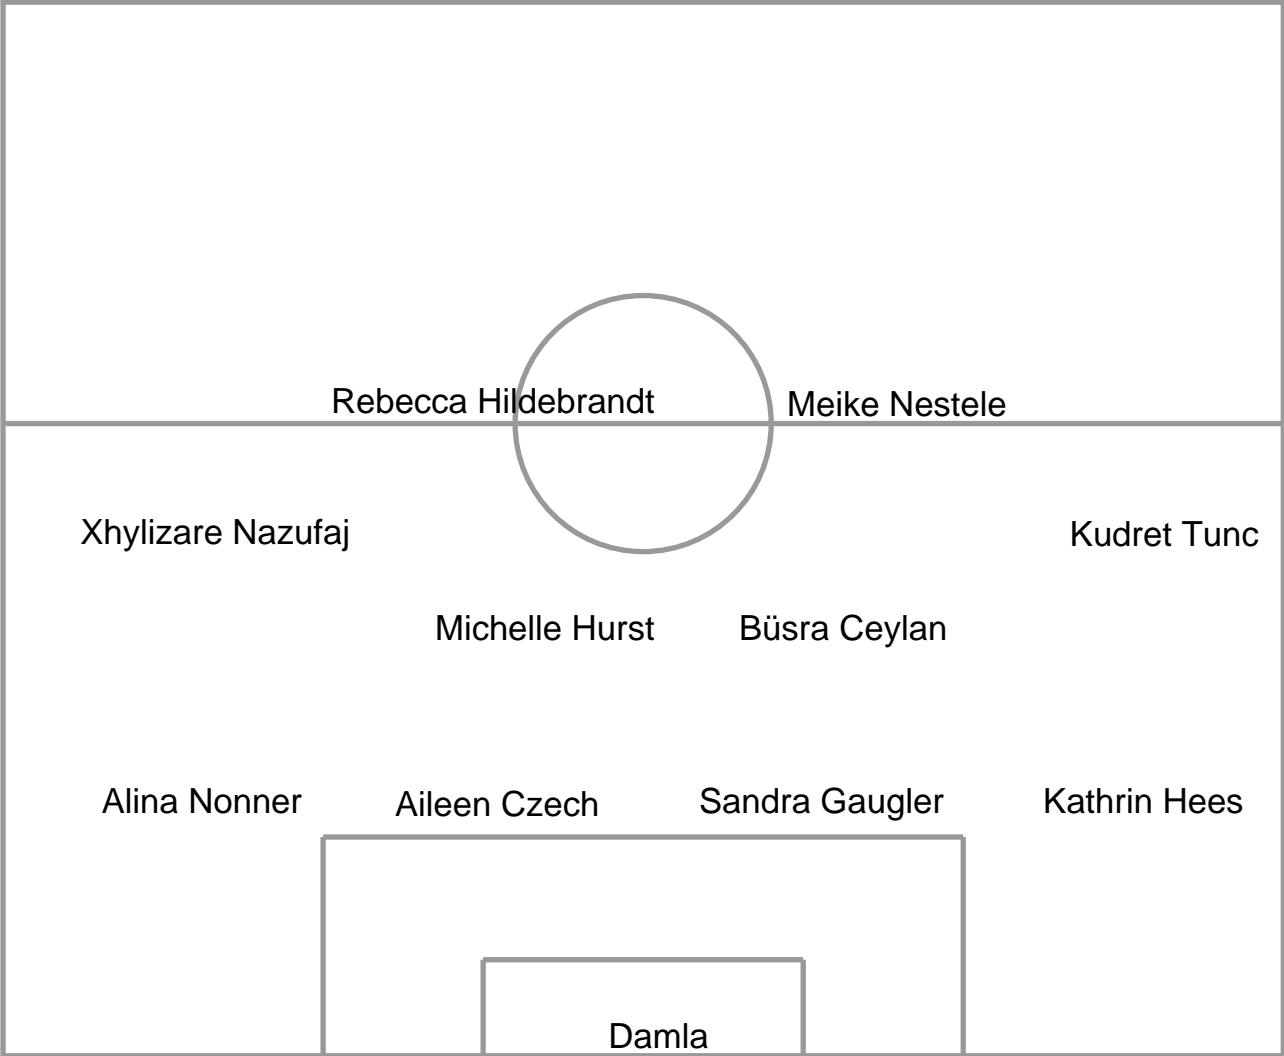 Rebecca Hildebrandt
Meike Nestele
Xhylizare Nazufaj
Kudret Tunc
Michelle Hurst
Büsra Ceylan
Alina Nonner
Aileen Czech
Sandra Gaugler
Kathrin Hees
Damla